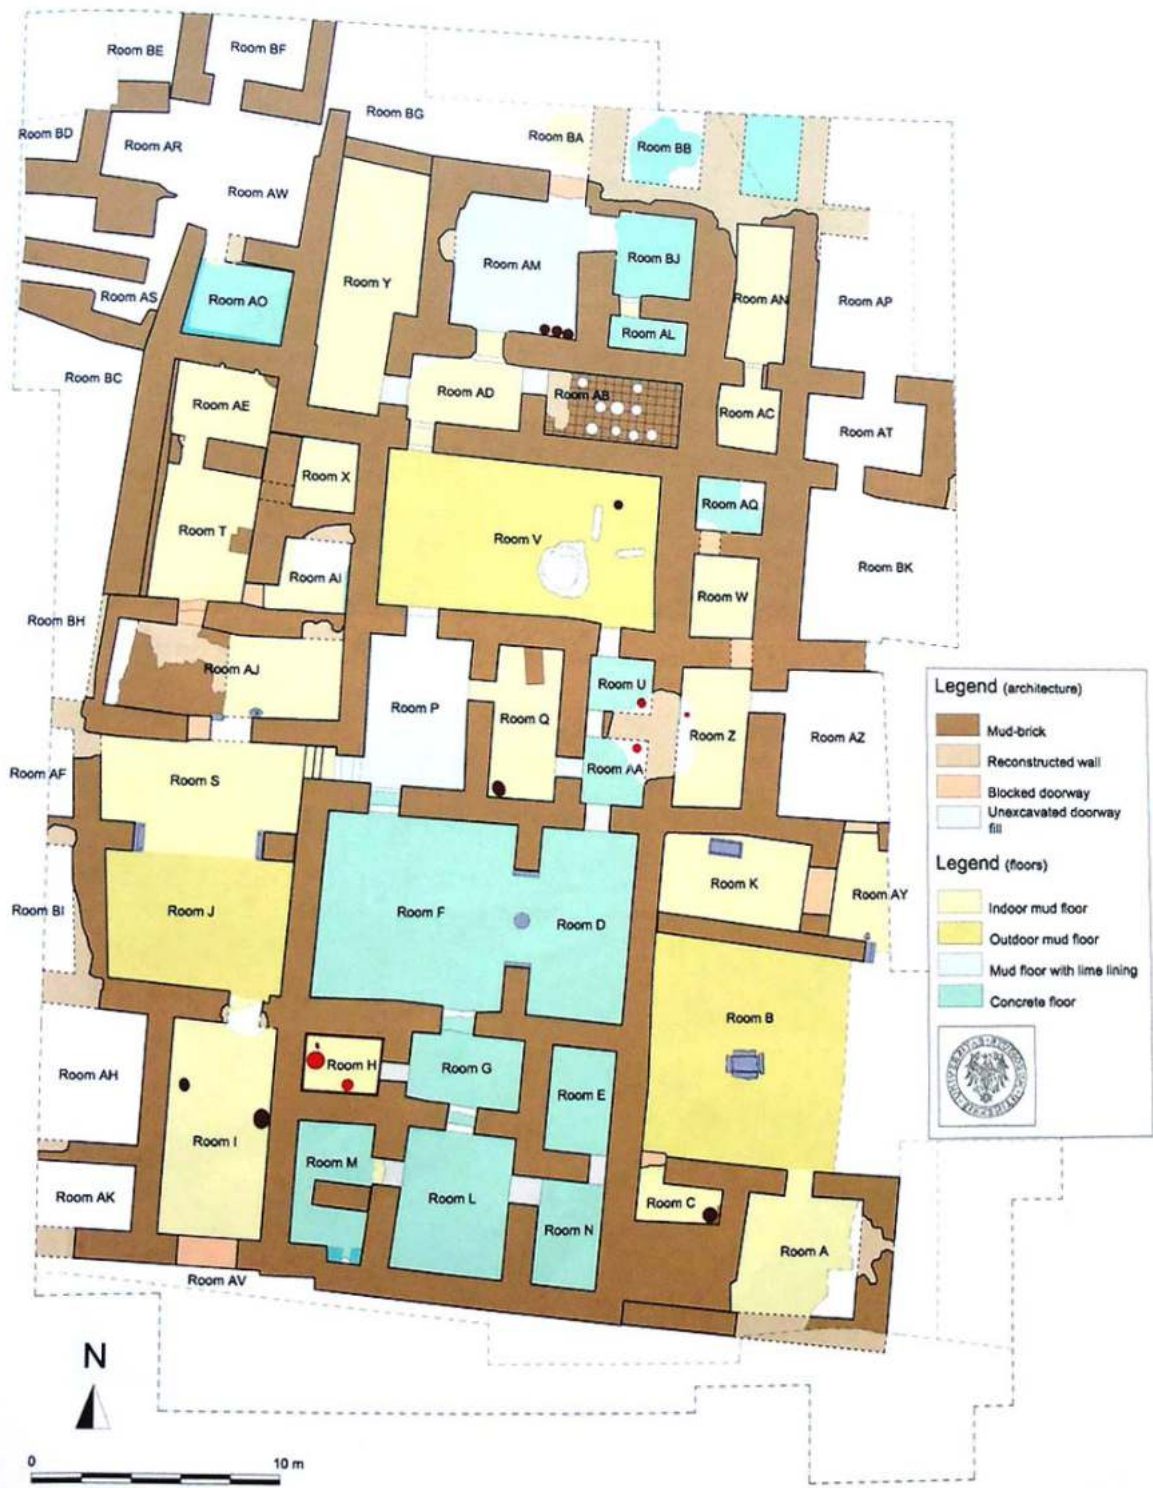 Room BE
Room BF
Room BG
Room BD
Room AR
Room BA
Room BB
Room AW
Room AM
Room BJ
Room Y
Room AS
Room AO
Room AN
Room AP
Room AL
Room BC
Room AE
Room AD
Room AB
Room AC
Room AT
Room X
Room AQ
Room T
Room V
Room AI
Room BK
Room W
Room BH
Room AJ
Room U
Room P
Room Q
Room Z
Room AZ
Room AF
Room S
Room AA
Room K
Room AY
Room BI
Room J
Room F
Room D
Room B
Room AH
Room H
Room G
Room E
Room I
Room M
Room AK
Room L
Room C
Room N
Room A
Room AV
Legend (architecture)
Mud-brick
Reconstructed wall
Blocked doorway
Unexcavated doorway
fill
Legend (floors)
Indoor mud floor
Outdoor mud floor
Mud floor with lime lining
Concrete floor
N
0
10 m